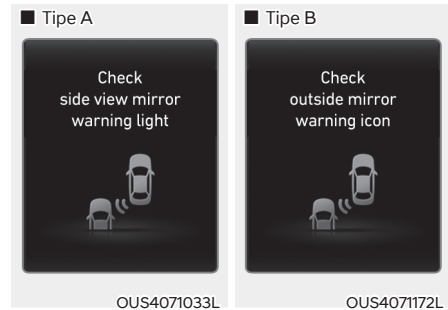 ■ Tipe A
Check
side view mirror
warning light
OUS4071033L
■ Tipe B
Check
outside mirror
warning icon
OUS4071172L